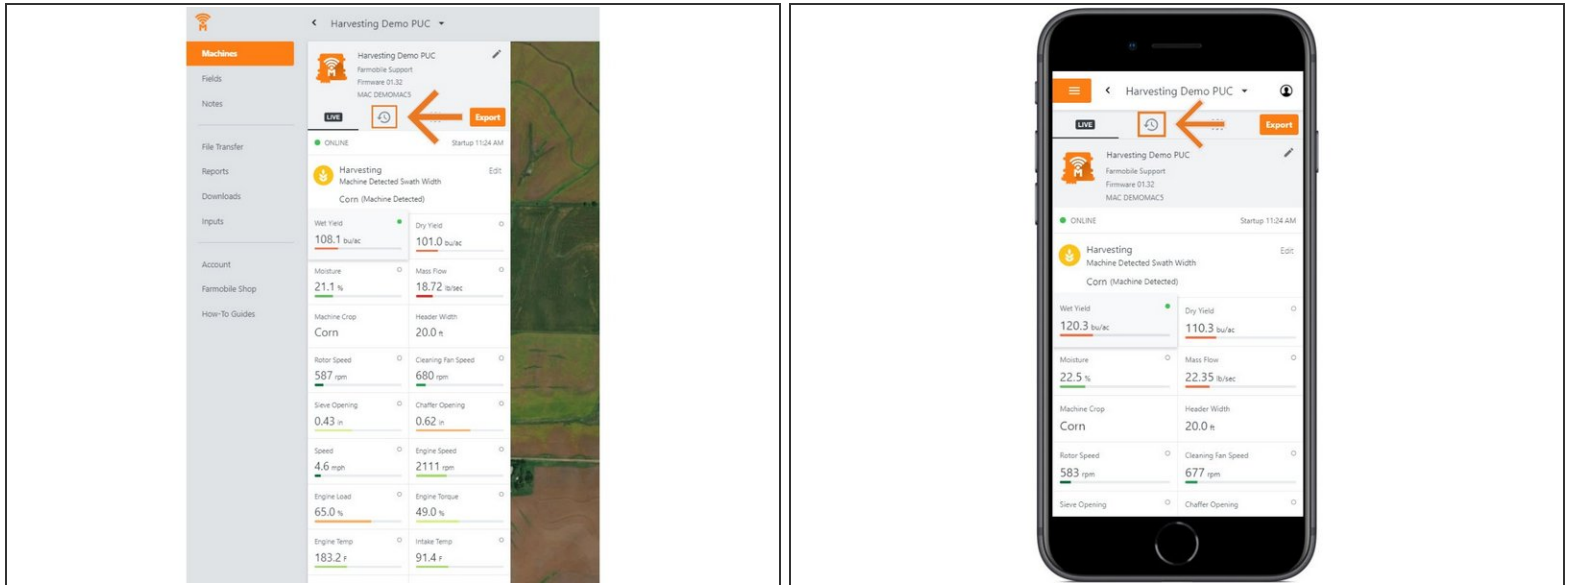 Harvesting Demo PUC
Machines
Fields
Notes
File Transfer
Reports
Downloads
Inputs
Account
Farmobile Shop
How-To Guides
Harvesting Demo PUC
Farmobile Support
Firmware 01.32
MAC DEMOMAC5
LIVE
Export
ONLINE Startup 11:24 AM
Harvesting Edit
Machine Detected Swath Width
Corn (Machine Detected)
Wet Yield Dry Yield
108.1 bu/ac 101.0 bu/ac
Moisture Mass Flow
21.1 % 18.72 lb/sec
Machine Crop Header Width
Corn 20.0 ft
Rotor Speed Cleaning Fan Speed
587 rpm 680 rpm
Sieve Opening Chaffer Opening
0.43 in 0.62 in
Speed Engine Speed
4.6 mph 2111 rpm
Engine Load Engine Torque
65.0 % 49.0 %
Engine Temp Intake Temp
183.2 F 91.4 F
Harvesting Demo PUC
LIVE Export
Harvesting Demo PUC
Farmobile Support
Firmware 01.32
MAC DEMOMAC5
ONLINE Startup 11:24 AM
Harvesting Edit
Machine Detected Swath Width
Corn (Machine Detected)
Wet Yield Dry Yield
120.3 bu/ac 110.3 bu/ac
Moisture Mass Flow
22.5 % 22.35 lb/sec
Machine Crop Header Width
Corn 20.0 ft
Rotor Speed Cleaning Fan Speed
583 rpm 677 rpm
Sieve Opening Chaffer Opening